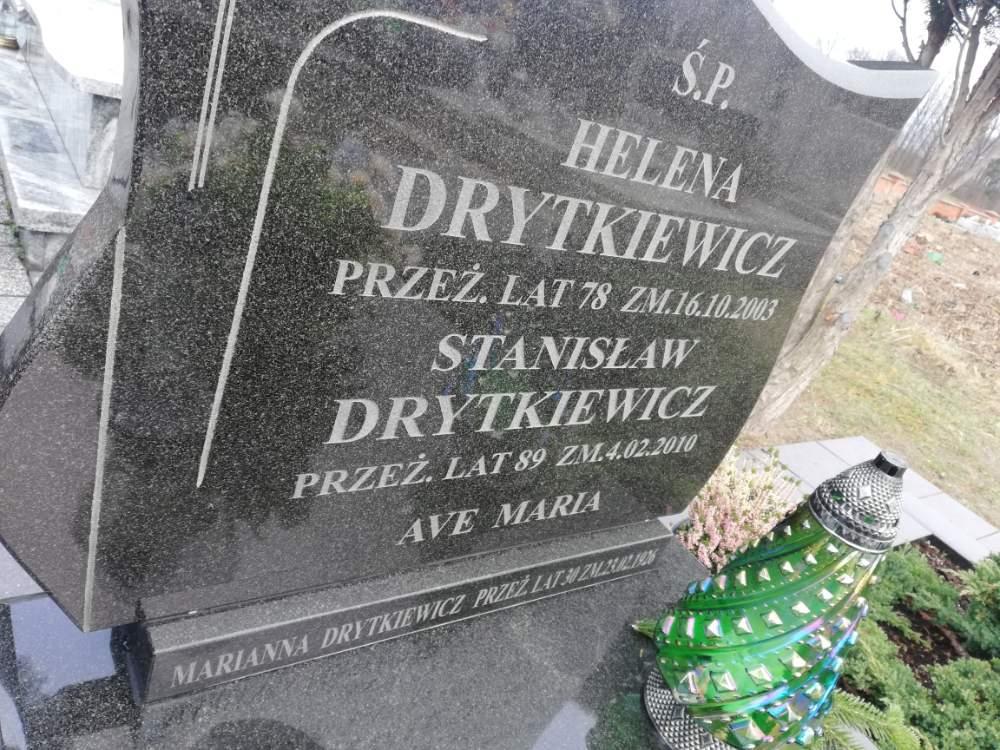 Ś.P.
HELENA
DRYTKIEWICZ
PRZEŻ. LAT 78 ZM.16.10.2003
STANISŁAW
DRYTKIEWICZ
PRZEŻ. LAT 89 ZM.4.02.2010
AVE MARIA
MARIANNA DRYTKIEWICZ PRZEŻ. LAT 30 ZM.23.02.1926